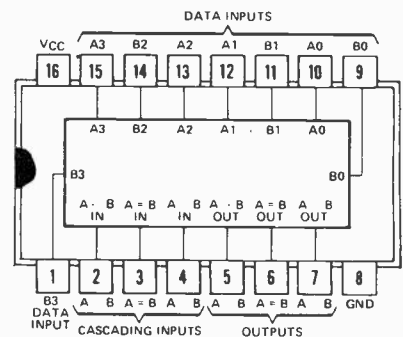 DATA INPUTS
VCC A3 B2 A2 A1 B1 A0 B0
16 15 14 13 12 11 10 9
A3 B2 A2 A1 · B1 A0
B3 B0
A · B A = B A B A · B A = B A B
IN IN IN OUT OUT OUT
1 2 3 4 5 6 7 8
B3 A B A = B A B A B A = B A B GND
DATA
INPUT
CASCADING INPUTS OUTPUTS